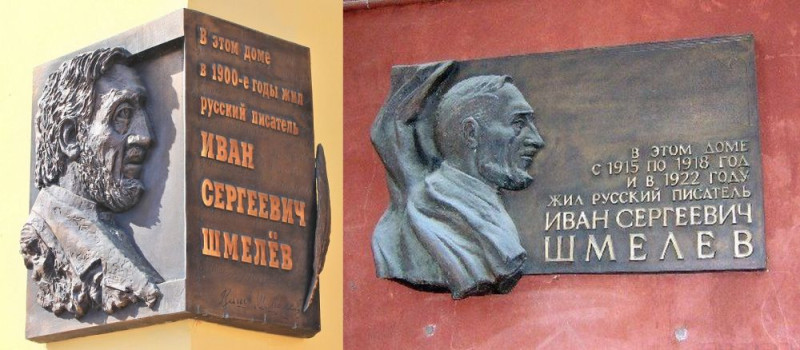 В этом доме
в 1900-е годы жил
русский писатель
ИВАН
СЕРГЕЕВИЧ
ШМЕЛЁВ
В ЭТОМ ДОМЕ
С 1915 ПО 1918 ГОД
И В 1922 ГОДУ
ЖИЛ РУССКИЙ ПИСАТЕЛЬ
ИВАН СЕРГЕЕВИЧ
ШМЕЛЕВ